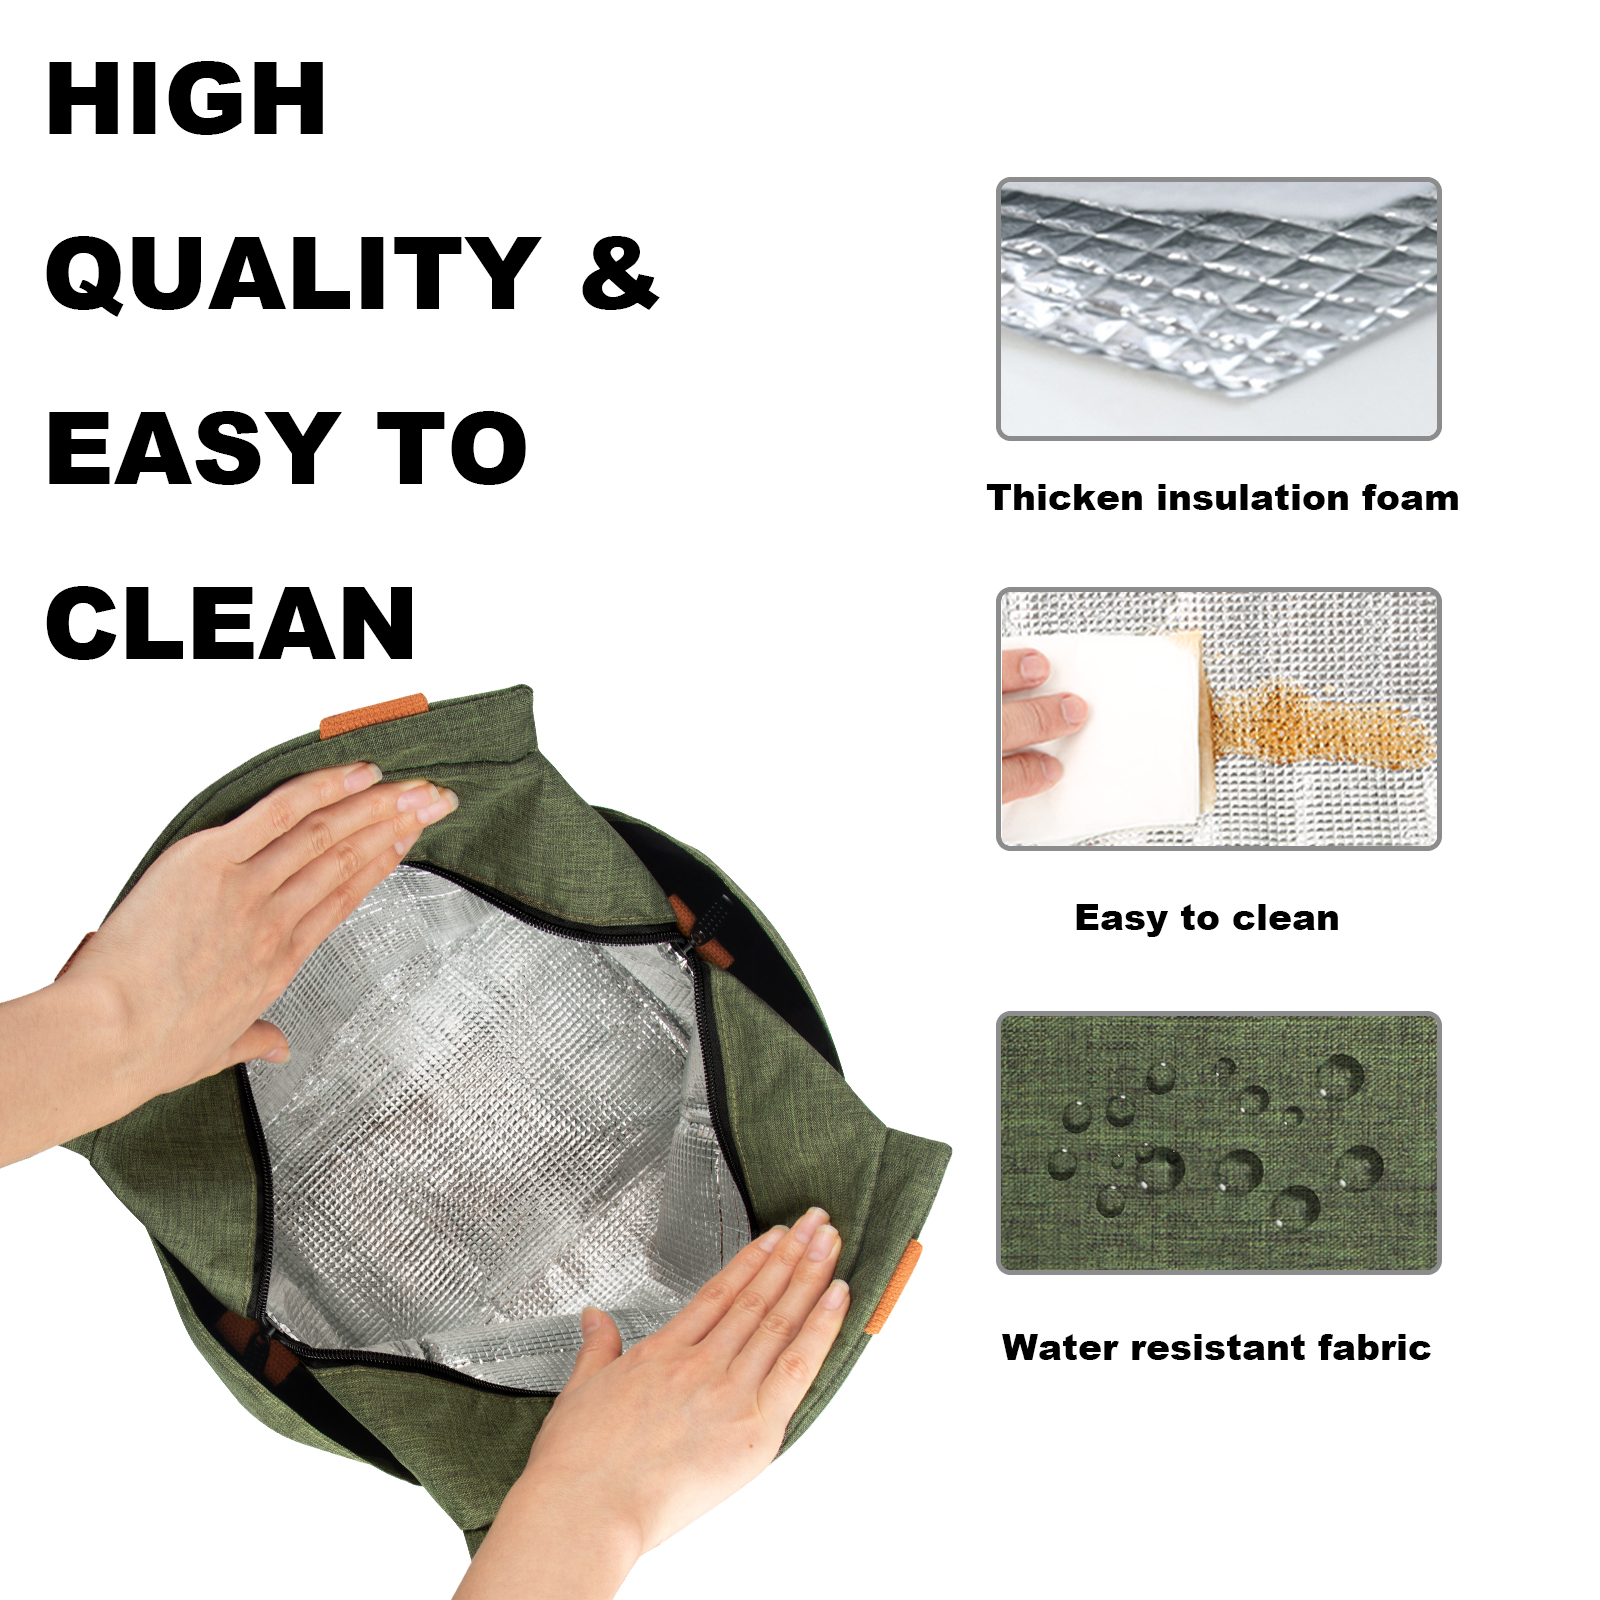 HIGH
QUALITY &
EASY TO
CLEAN
Thicken insulation foam
Easy to clean
Water resistant fabric